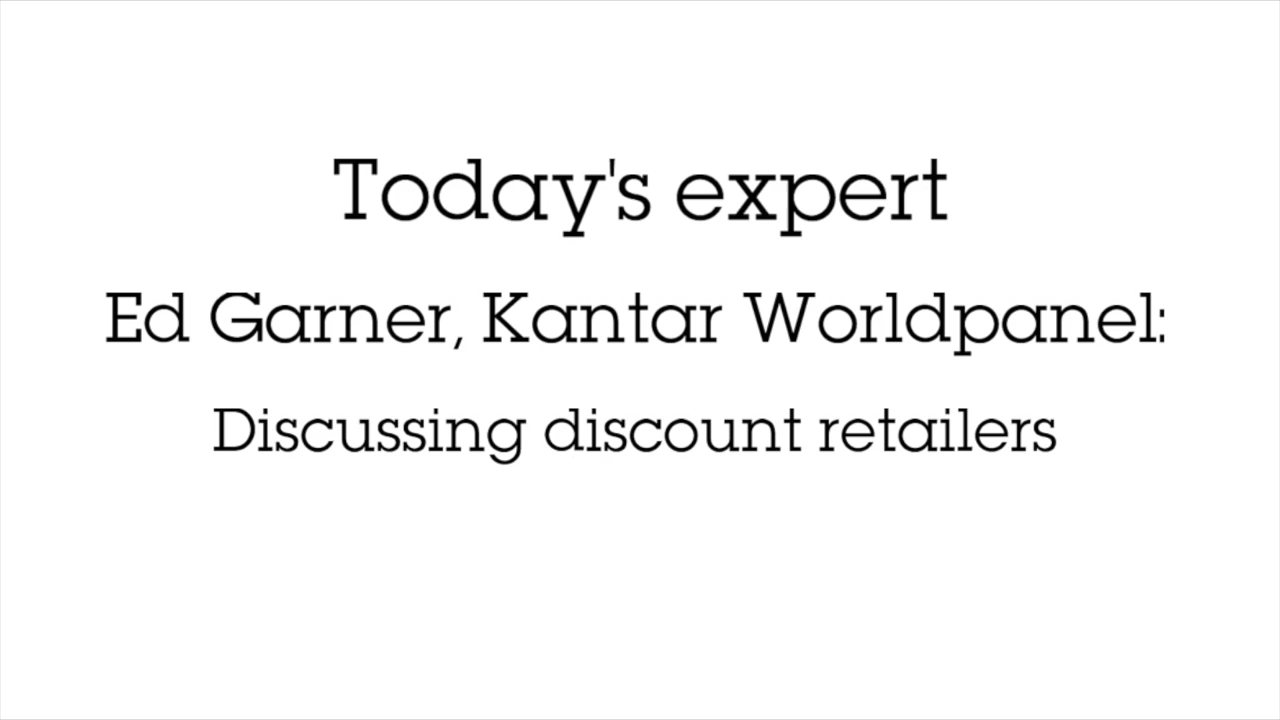 Today's expert
Ed Garner, Kantar Worldpanel:
Discussing discount retailers